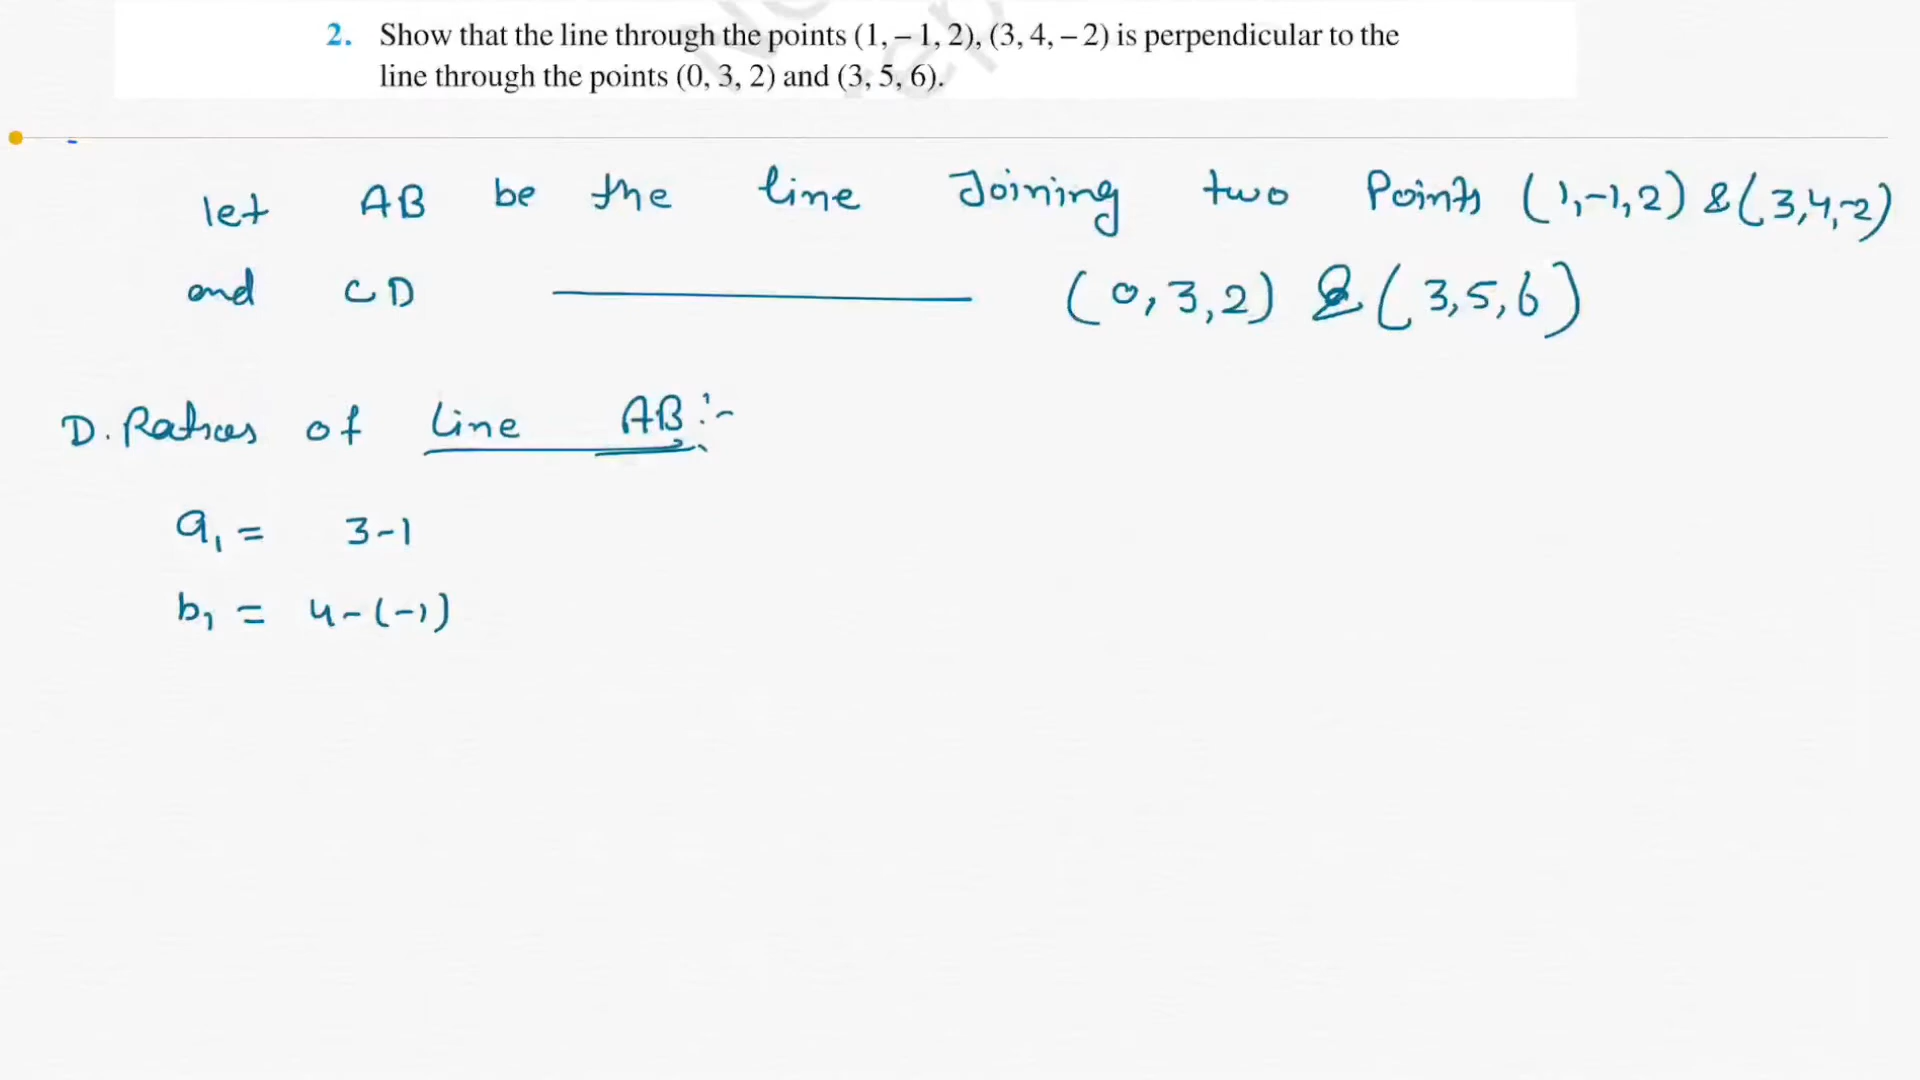 2. Show that the line through the points (1, – 1, 2), (3, 4, – 2) is perpendicular to the
line through the points (0, 3, 2) and (3, 5, 6).
let AB be the line Joining two Points (1,-1,2) & (3,4,-2)
and CD ———— (0,3,2) & (3,5,6)
D. Ratios of line AB :-
a₁ = 3-1
b₁ = 4-(-1)